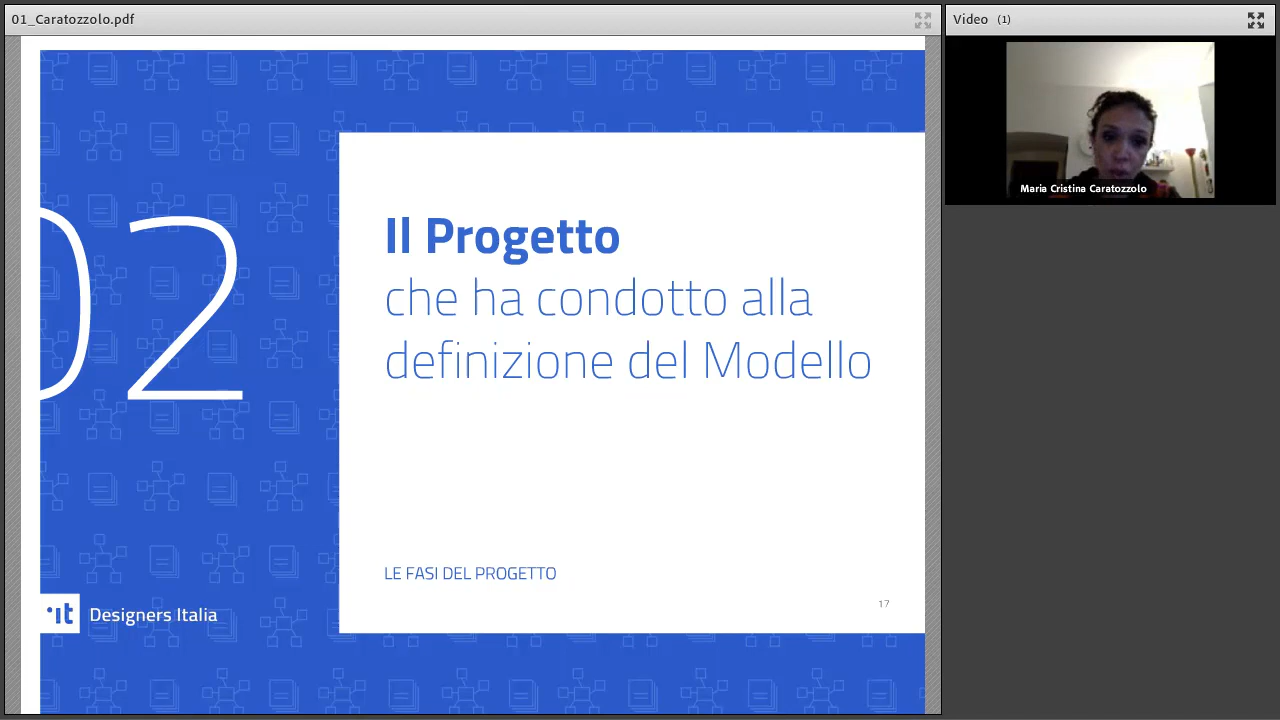 01_Caratozzolo.pdf
Video (1)
Maria Cristina Caratozzolo
02
Il Progetto
che ha condotto alla
definizione del Modello
LE FASI DEL PROGETTO
17
.it Designers Italia